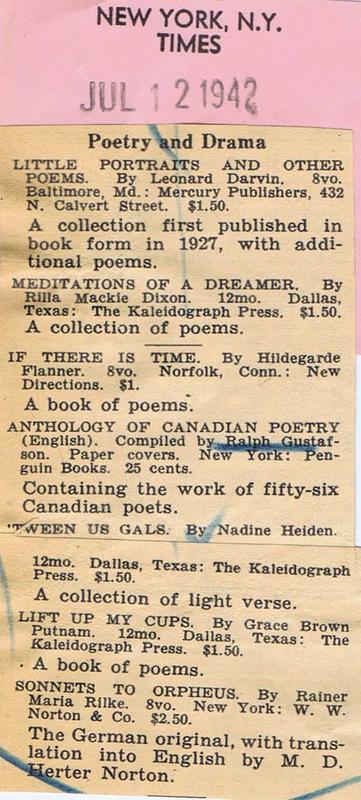 NEW YORK, N.Y.
TIMES
JUL 12 1942
Poetry and Drama
LITTLE PORTRAITS AND OTHER
POEMS. By Leonard Darvin. 8vo.
Baltimore, Md.: Mercury Publishers, 432
N. Calvert Street. $1.50.
A collection first published in
book form in 1927, with addi-
tional poems.
MEDITATIONS OF A DREAMER. By
Rilla Mackie Dixon. 12mo. Dallas,
Texas: The Kaleidograph Press. $1.50.
A collection of poems.
IF THERE IS TIME. By Hildegarde
Flanner. 8vo. Norfolk, Conn.: New
Directions. $1.
A book of poems.
ANTHOLOGY OF CANADIAN POETRY
(English). Compiled by Ralph Gustaf-
son. Paper covers. New York: Pen-
guin Books. 25 cents.
Containing the work of fifty-six
Canadian poets.
'TWEEN US GALS. By Nadine Heiden.
12mo. Dallas, Texas: The Kaleidograph
Press. $1.50.
A collection of light verse.
LIFT UP MY CUPS. By Grace Brown
Putnam. 12mo. Dallas, Texas: The
Kaleidograph Press. $1.50.
A book of poems.
SONNETS TO ORPHEUS. By Rainer
Maria Rilke. 8vo. New York: W. W.
Norton & Co. $2.50.
The German original, with trans-
lation into English by M. D.
Herter Norton.